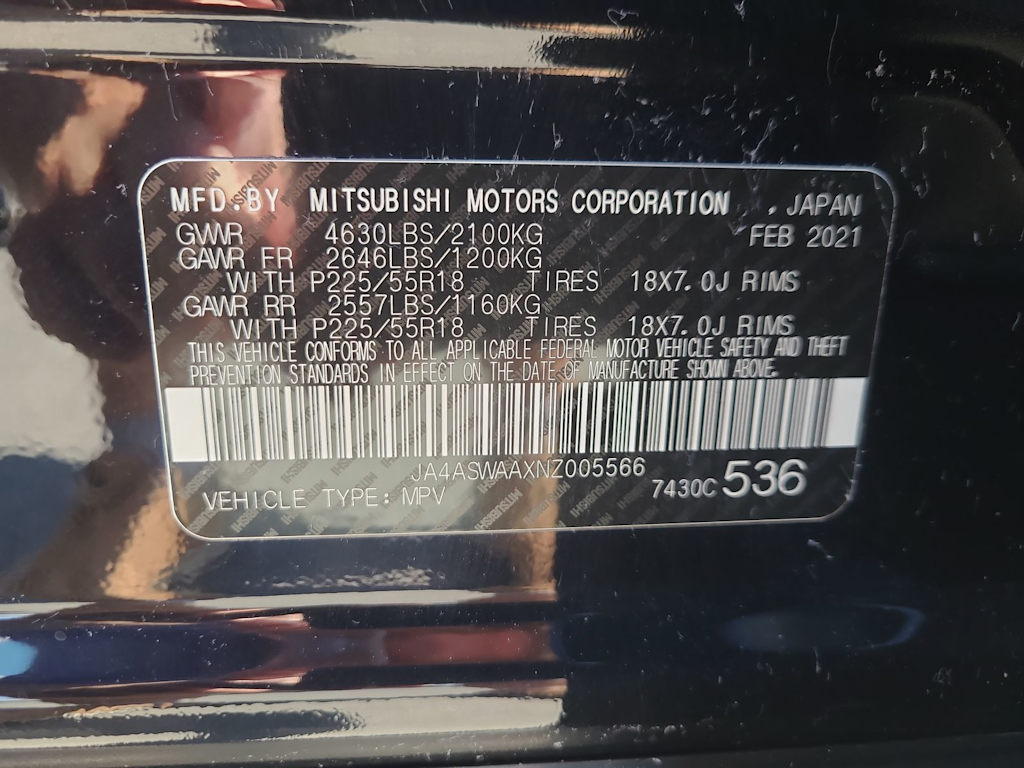 MFD.BY MITSUBISHI MOTORS CORPORATION , JAPAN
GVWR 4630LBS/2100KG FEB 2021
GAWR FR 2646LBS/1200KG
WITH P225/55R18 TIRES 18X7.0J RIMS
GAWR RR 2557LBS/1160KG
WITH P225/55R18 TIRES 18X7.0J RIMS
THIS VEHICLE CONFORMS TO ALL APPLICABLE FEDERAL MOTOR VEHICLE SAFETY AND THEFT
PREVENTION STANDARDS IN EFFECT ON THE DATE OF MANUFACTURE SHOWN ABOVE.
JA4ASWAAXNZ005566
VEHICLE TYPE: MPV 7430C 536